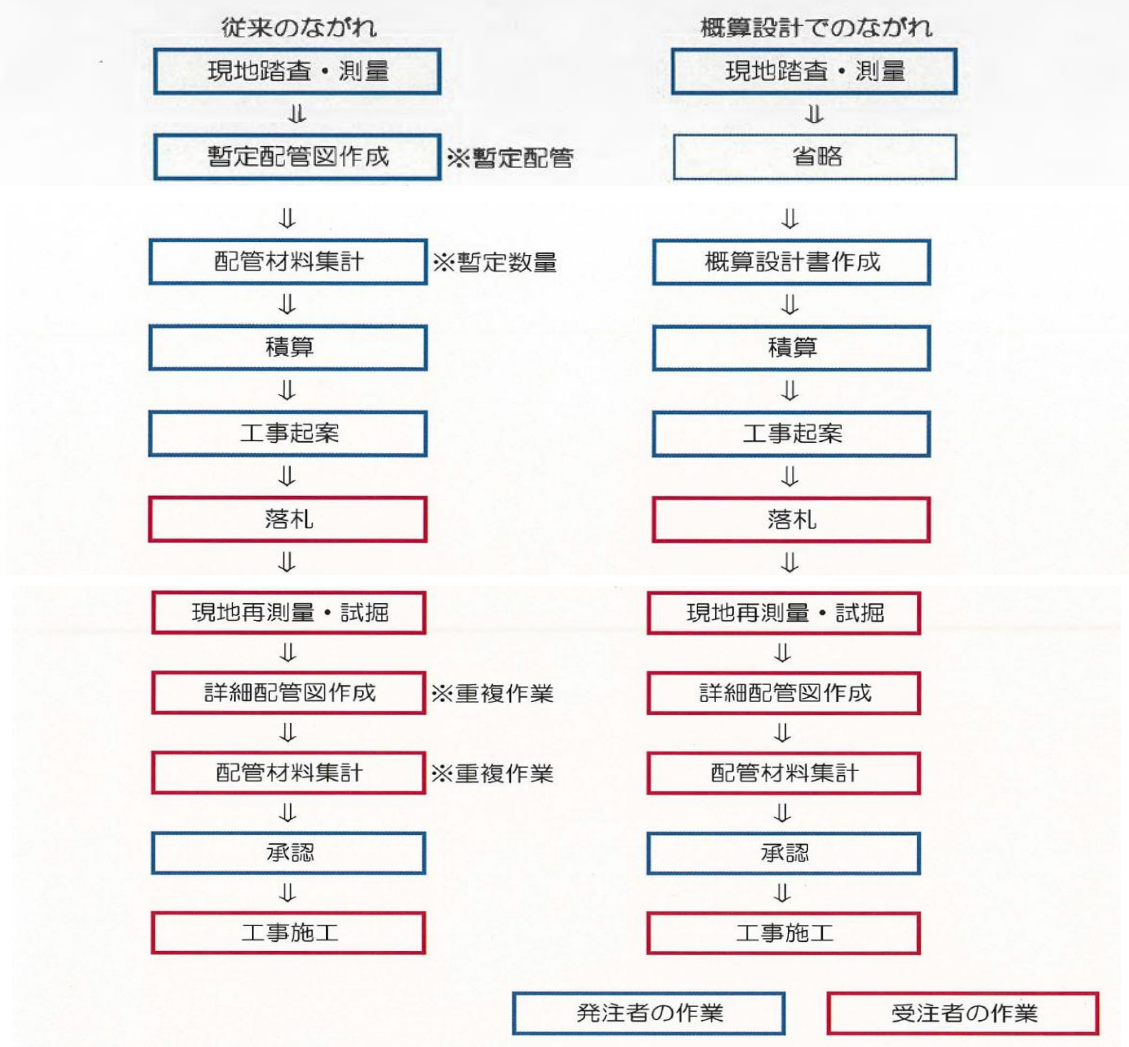 従来のながれ
現地踏査・測量
⇓
暫定配管図作成 ※暫定配管
⇓
配管材料集計 ※暫定数量
⇓
積算
⇓
工事起案
⇓
落札
⇓
現地再測量・試掘
⇓
詳細配管図作成 ※重複作業
⇓
配管材料集計 ※重複作業
⇓
承認
⇓
工事施工
概算設計でのながれ
現地踏査・測量
⇓
省略
⇓
概算設計書作成
⇓
積算
⇓
工事起案
⇓
落札
⇓
現地再測量・試掘
⇓
詳細配管図作成
⇓
配管材料集計
⇓
承認
⇓
工事施工
発注者の作業
受注者の作業